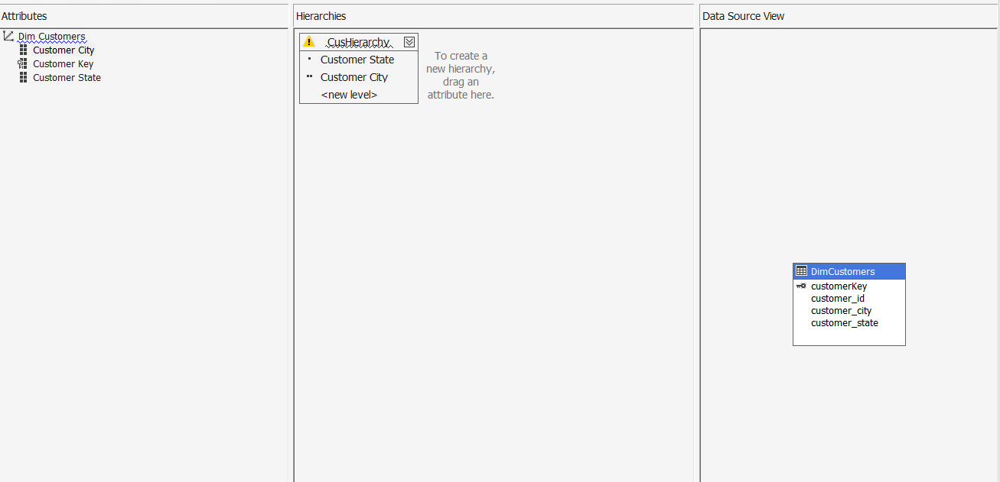 Attributes
Dim Customers
Customer City
Customer Key
Customer State
Hierarchies
CusHierarchy
Customer State
Customer City
<new level>
To create a
new hierarchy,
drag an
attribute here.
Data Source View
DimCustomers
customerKey
customer_id
customer_city
customer_state